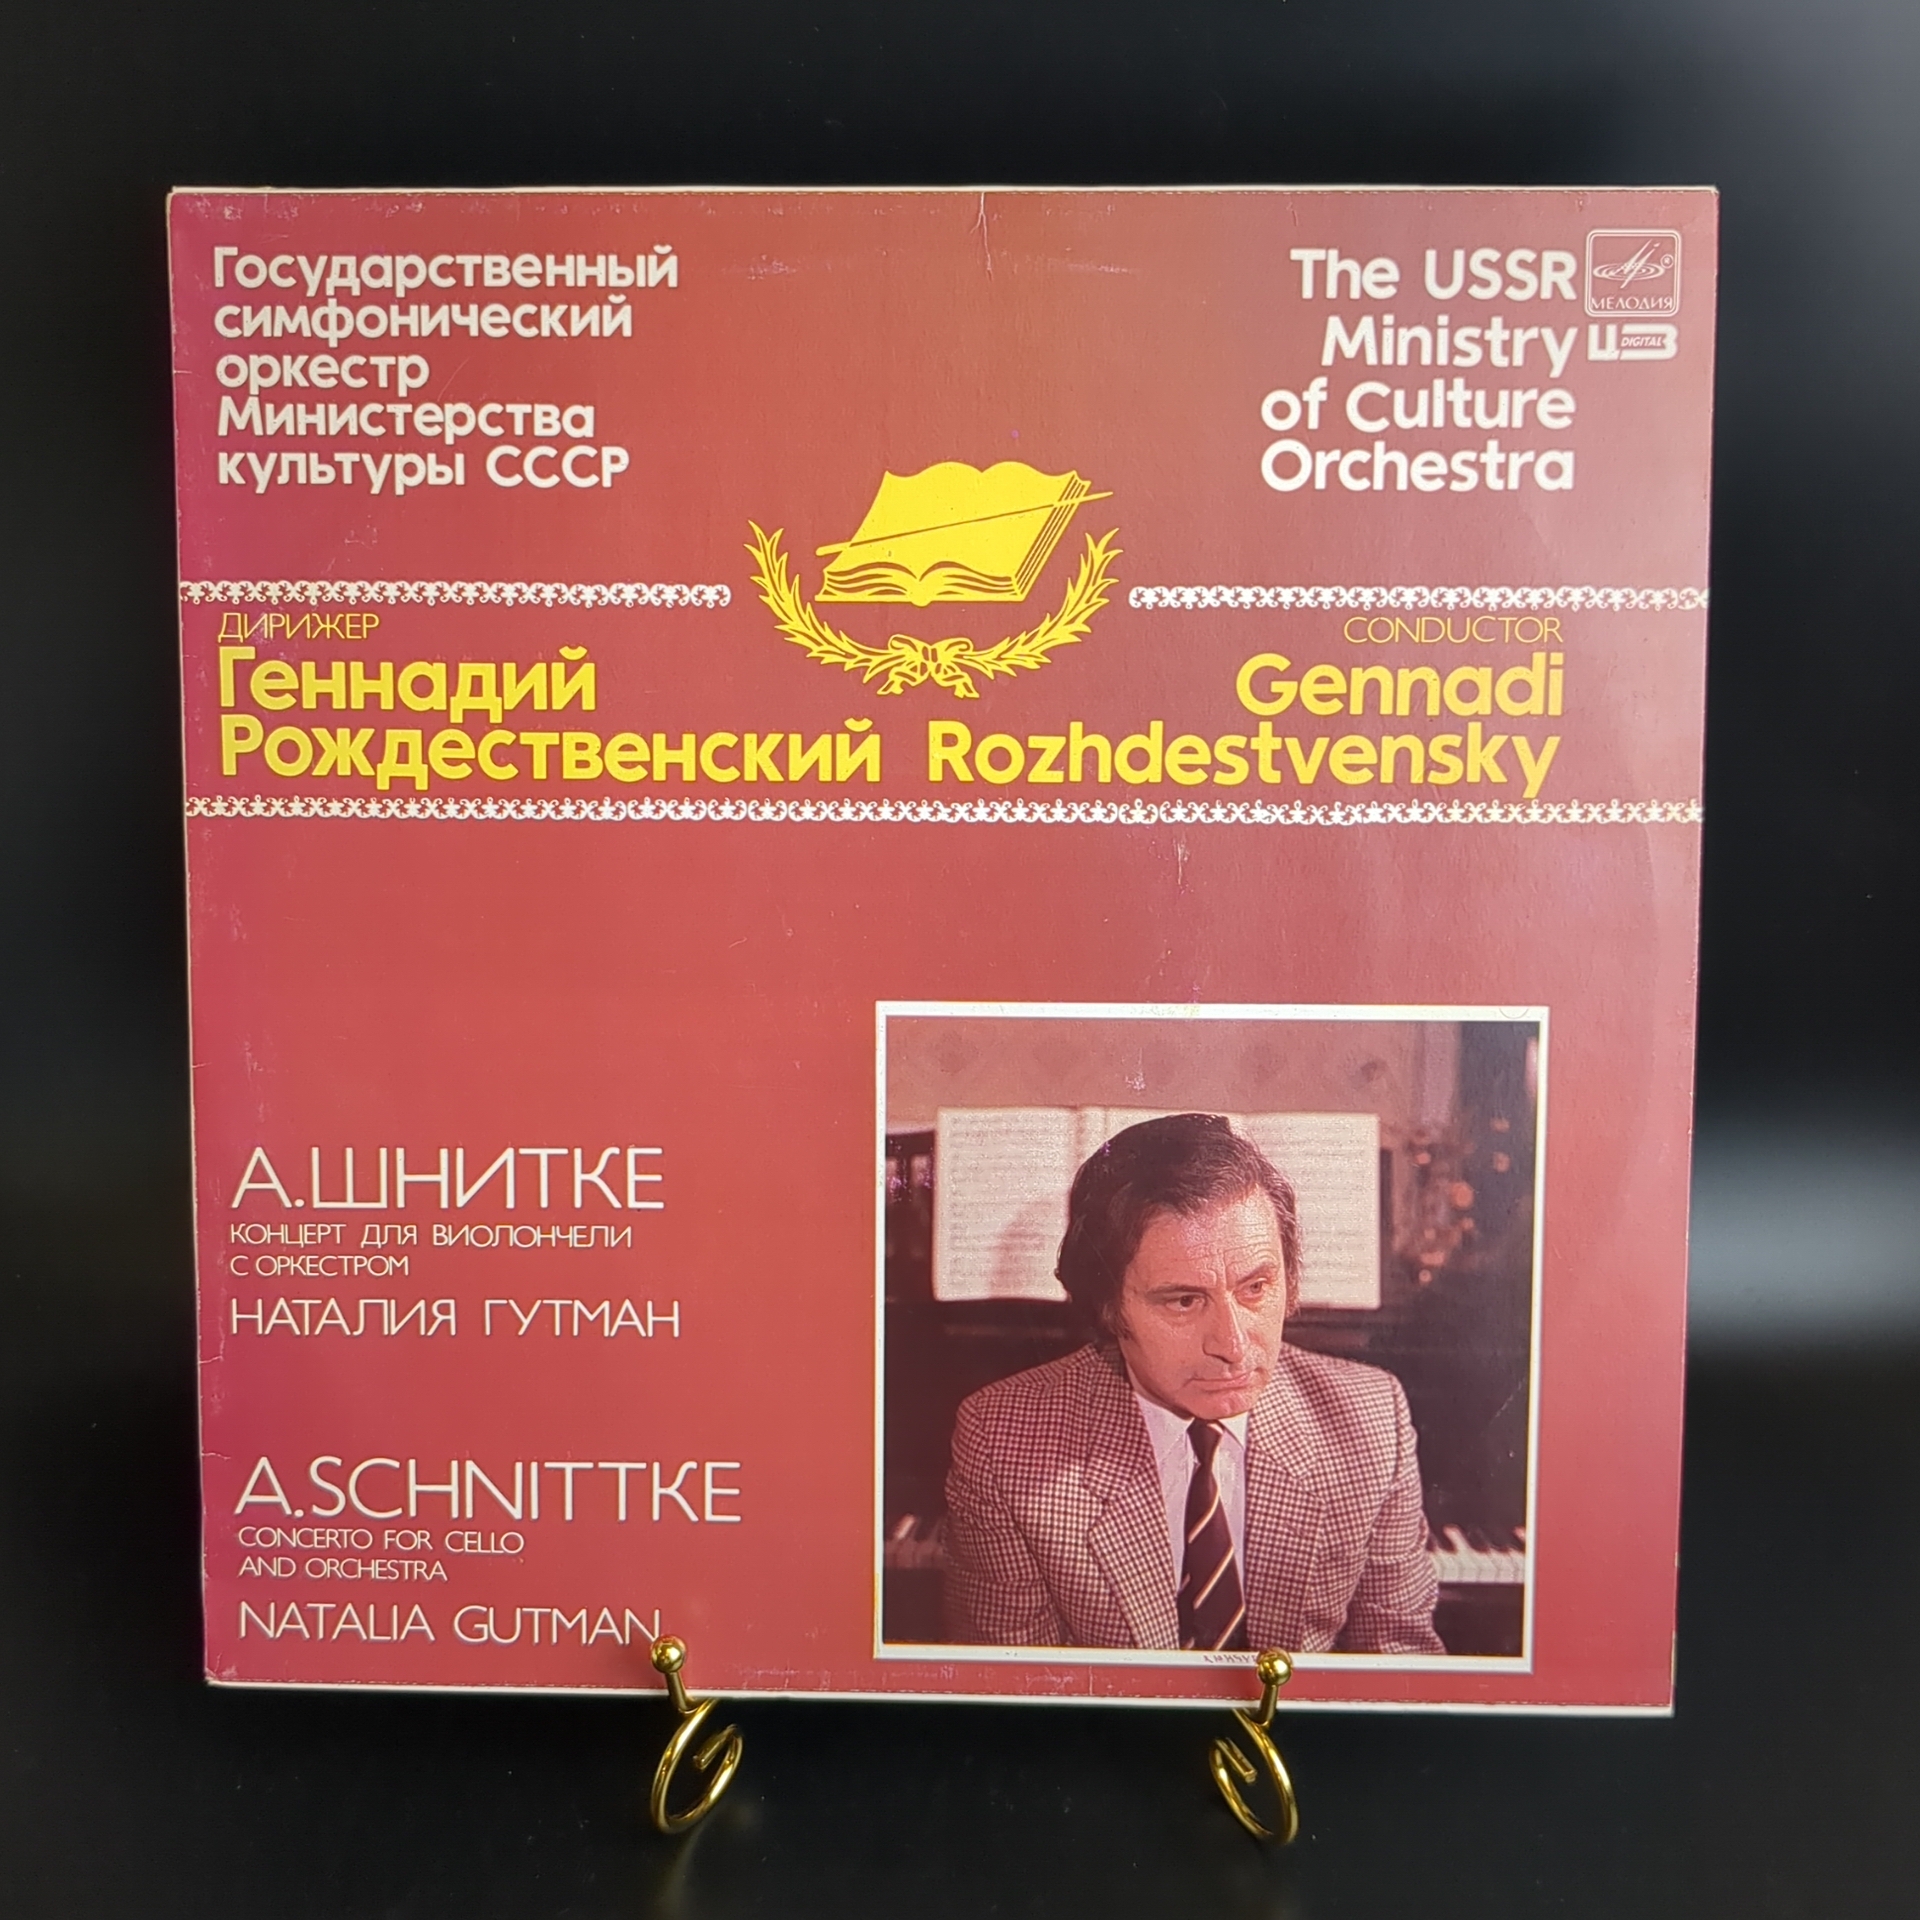 Государственный
симфонический
оркестр
Министерства
культуры СССР
The USSR
Ministry
of Culture
Orchestra
МЕЛОДИЯ
DIGITAL
ДИРИЖЕР
Геннадий
Рождественский
CONDUCTOR
Gennadi
Rozhdestvensky
А.ШНИТКЕ
КОНЦЕРТ ДЛЯ ВИОЛОНЧЕЛИ
С ОРКЕСТРОМ
НАТАЛИЯ ГУТМАН
A.SCHNITTKE
CONCERTO FOR CELLO
AND ORCHESTRA
NATALIA GUTMAN